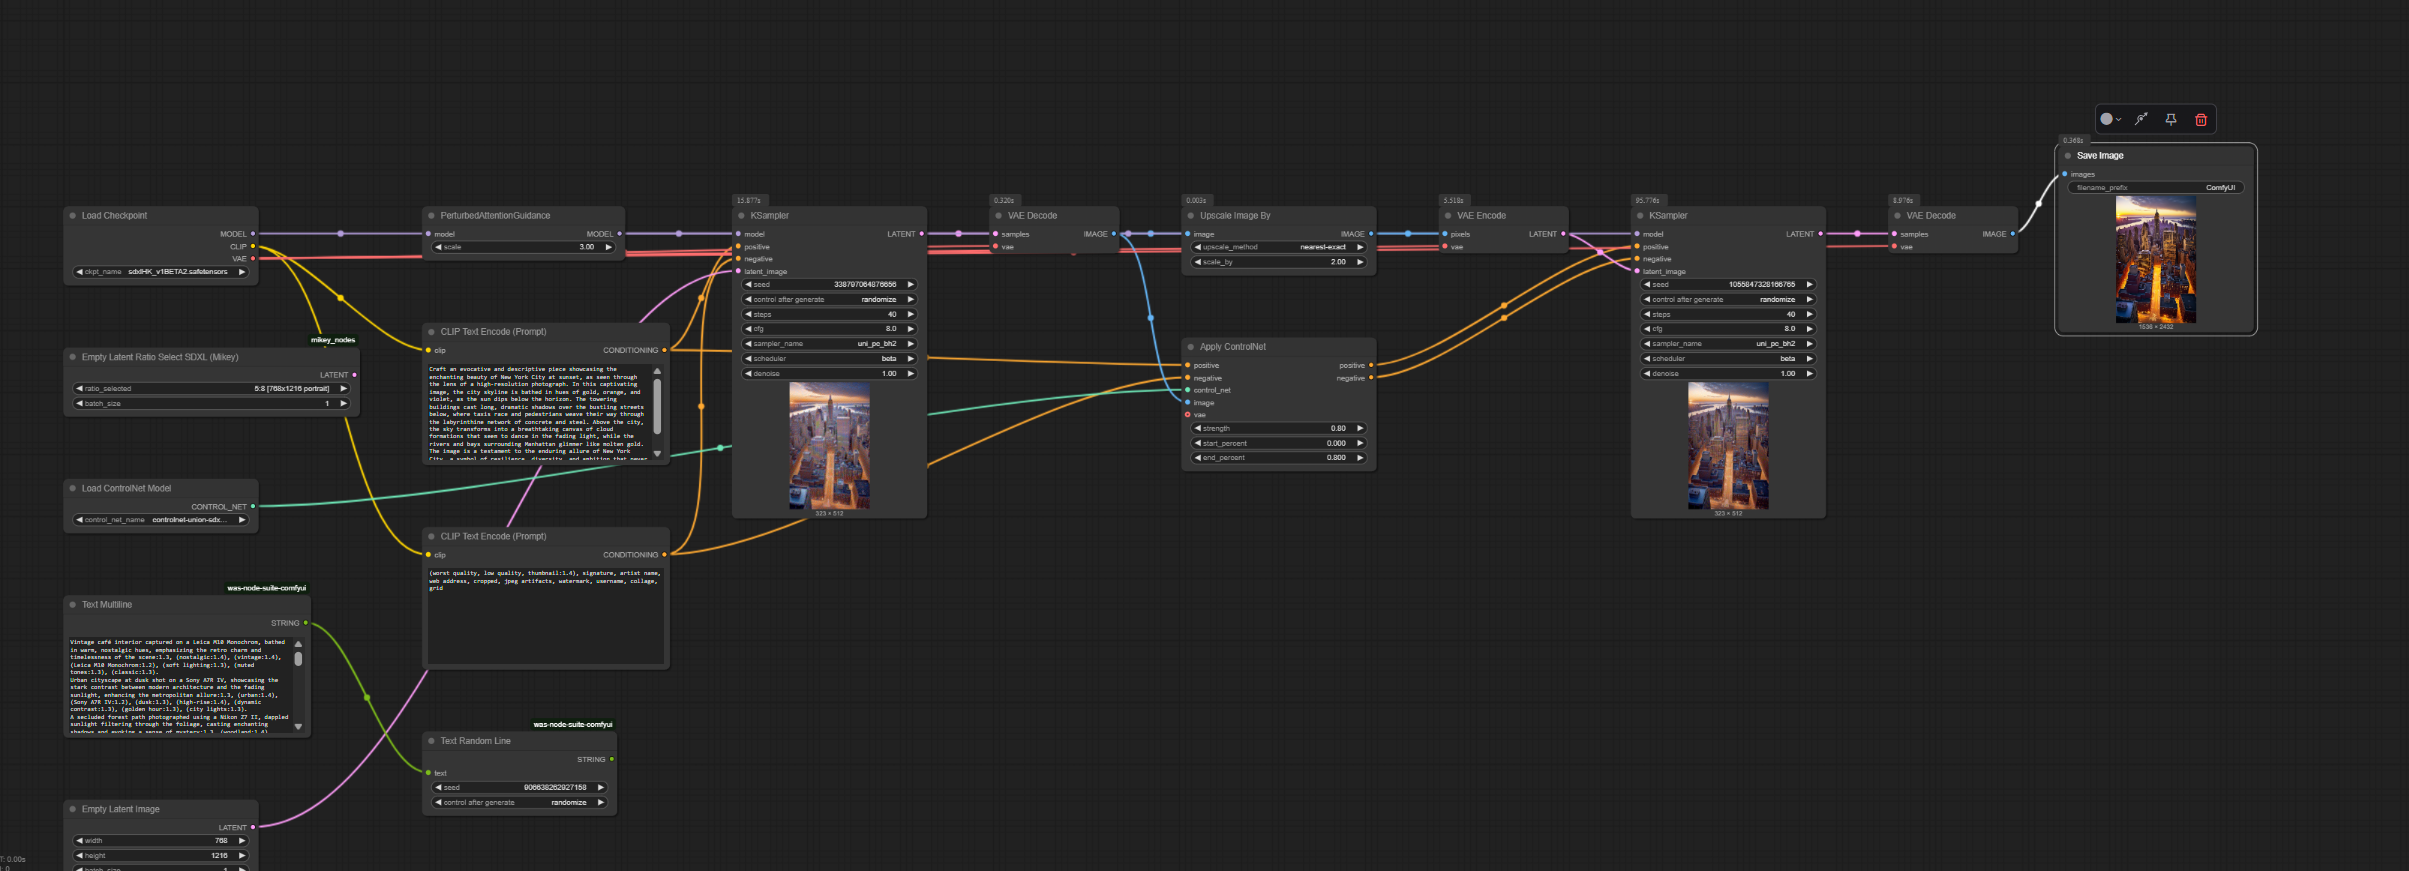 Load Checkpoint
MODEL
CLIP
VAE
ckpt_name sdxlHK_v1BETA2.safetensors
mikey_nodes
Empty Latent Ratio Select SDXL (Mikey)
LATENT
ratio_selected 5:8 [768x1216 portrait]
batch_size 1
Load ControlNet Model
CONTROL_NET
control_net_name controlnet-union-sdx...
was-node-suite-comfyui
Text Multiline
STRING
Vintage café interior captured on a Leica M10 Monochrom, bathed
in warm, nostalgic hues, emphasizing the retro charm and
timelessness of the scene:1.3, (nostalgic:1.4), (vintage:1.4),
(Leica M10 Monochrom:1.2), (soft lighting:1.3), (muted
tones:1.3), (classic:1.3).
Urban cityscape at dusk shot on a Sony A7R IV, showcasing the
stark contrast between modern architecture and the fading
sunlight, enhancing the metropolitan allure:1.3, (urban:1.4),
(Sony A7R IV:1.2), (dusk:1.3), (high-rise:1.4), (dynamic
contrast:1.3), (golden hour:1.3), (city lights:1.3).
A secluded forest path photographed using a Nikon Z7 II, dappled
sunlight filtering through the foliage, casting enchanting
shadows and evoking a sense of mystery:1.3, (woodland:1.4)
Empty Latent Image
LATENT
width 768
height 1216
batch_size 1
T: 0.00s
PerturbedAttentionGuidance
model MODEL
scale 3.00
CLIP Text Encode (Prompt)
clip CONDITIONING
Craft an evocative and descriptive piece showcasing the
enchanting beauty of New York City at sunset, as seen through
the lens of a high-resolution photograph. In this captivating
image, the city skyline is bathed in hues of gold, orange, and
violet, as the sun dips below the horizon. The towering
buildings cast long, dramatic shadows over the bustling streets
below, where taxis race and pedestrians weave their way through
the labyrinthine network of concrete and steel. Above the city,
the sky transforms into a breathtaking canvas of cloud
formations that seem to dance in the fading light, while the
rivers and bays surrounding Manhattan glimmer like molten gold.
The image is a testament to the enduring allure of New York
City, a symbol of resilience, diversity, and ambition that never
CLIP Text Encode (Prompt)
clip CONDITIONING
(worst quality, low quality, thumbnail:1.4), signature, artist name,
web address, cropped, jpeg artifacts, watermark, username, collage,
grid
was-node-suite-comfyui
Text Random Line
STRING
text
seed 906638262927158
control after generate randomize
15.877s
KSampler
model LATENT
positive
negative
latent_image
seed 338797064876656
control after generate randomize
steps 40
cfg 8.0
sampler_name uni_pc_bh2
scheduler beta
denoise 1.00
323 × 512
0.320s
VAE Decode
samples IMAGE
vae
0.003s
Upscale Image By
image IMAGE
upscale_method nearest-exact
scale_by 2.00
Apply ControlNet
positive positive
negative negative
control_net
image
vae
strength 0.80
start_percent 0.000
end_percent 0.800
5.518s
VAE Encode
pixels LATENT
vae
95.776s
KSampler
model LATENT
positive
negative
latent_image
seed 1055847328166765
control after generate randomize
steps 40
cfg 8.0
sampler_name uni_pc_bh2
scheduler beta
denoise 1.00
323 × 512
8.976s
VAE Decode
samples IMAGE
vae
0.368s
Save Image
images
filename_prefix ComfyUI
1536 × 2432